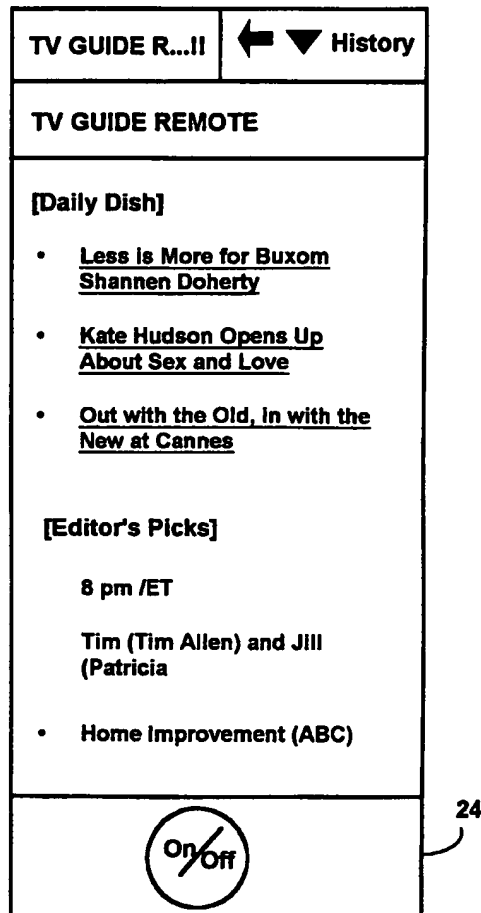 TV GUIDE R...!!
History
TV GUIDE REMOTE
[Daily Dish]
• Less is More for Buxom
Shannen Doherty
• Kate Hudson Opens Up
About Sex and Love
• Out with the Old, in with the
New at Cannes
[Editor's Picks]
8 pm /ET
Tim (Tim Allen) and Jill
(Patricia
• Home Improvement (ABC)
On/Off
24